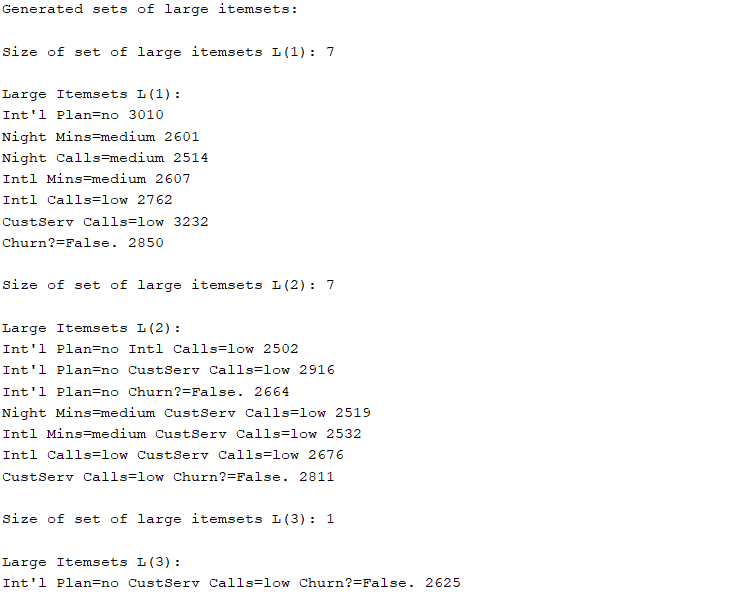 Generated sets of large itemsets:
Size of set of large itemsets L(1): 7
Large Itemsets L(1):
Int'l Plan=no 3010
Night Mins=medium 2601
Night Calls=medium 2514
Intl Mins=medium 2607
Intl Calls=low 2762
CustServ Calls=low 3232
Churn?=False. 2850
Size of set of large itemsets L(2): 7
Large Itemsets L(2):
Int'l Plan=no Intl Calls=low 2502
Int'l Plan=no CustServ Calls=low 2916
Int'l Plan=no Churn?=False. 2664
Night Mins=medium CustServ Calls=low 2519
Intl Mins=medium CustServ Calls=low 2532
Intl Calls=low CustServ Calls=low 2676
CustServ Calls=low Churn?=False. 2811
Size of set of large itemsets L(3): 1
Large Itemsets L(3):
Int'l Plan=no CustServ Calls=low Churn?=False. 2625